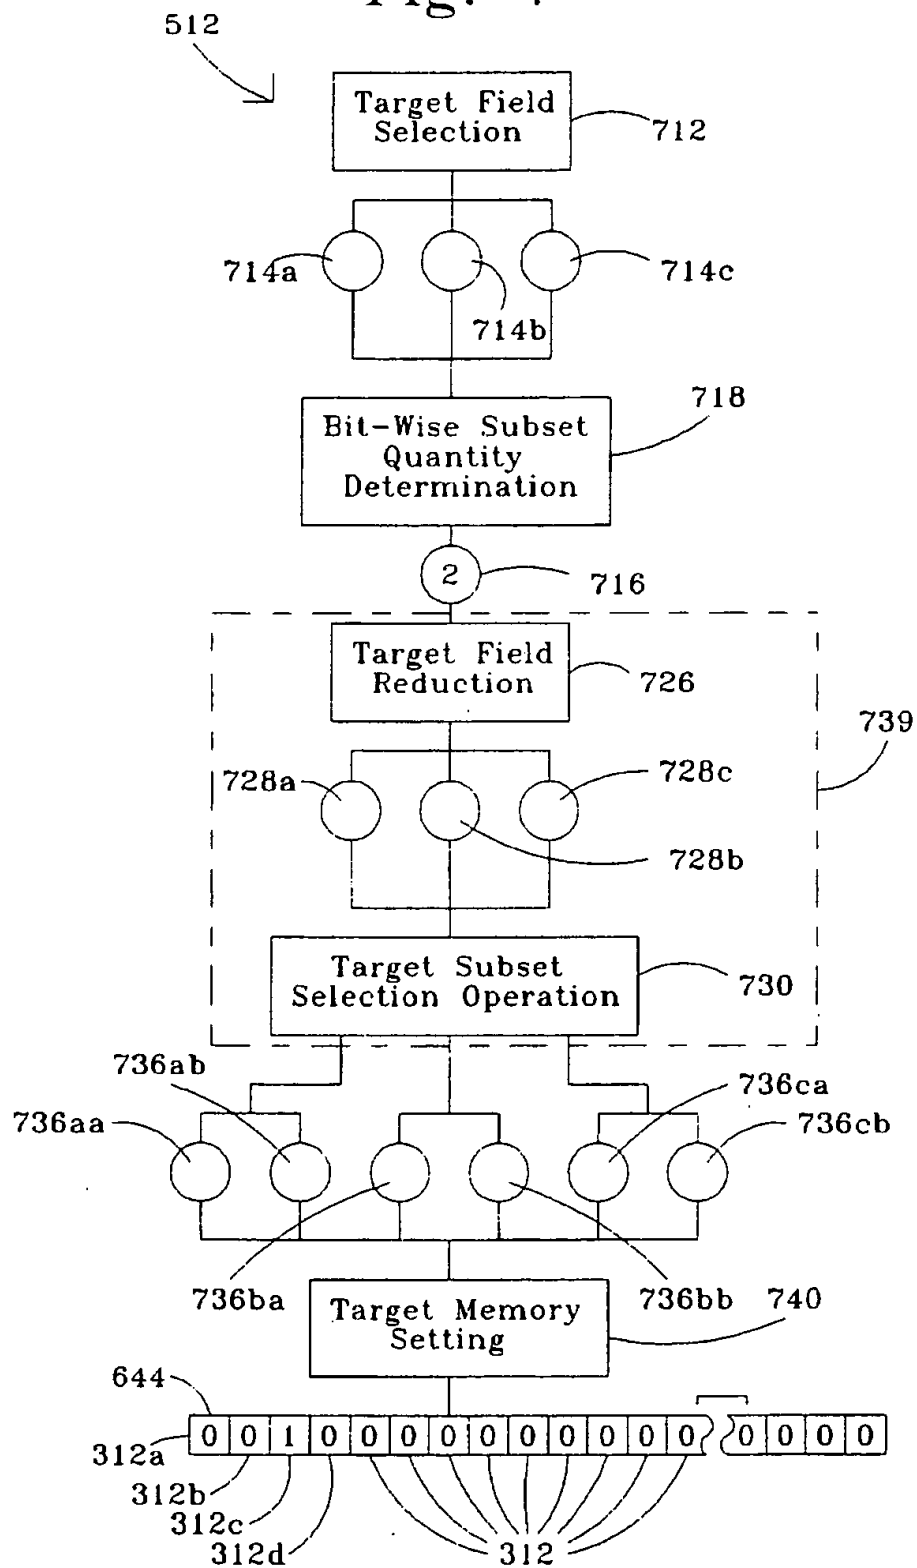 Fig.
512
Target Field
Selection
712
714a
714c
714b
718
Bit-Wise Subset
Quantity
Determination
2
716
Target Field
Reduction
726
739
728a
728c
728b
Target Subset
Selection Operation
730
736ab
736ca
736aa
736cb
736ba
736bb
740
Target Memory
Setting
644
0 0 1 0 0 0 0 0 0 0 0 0 0 0 0 0 0
312a
312b
312c
312d
312